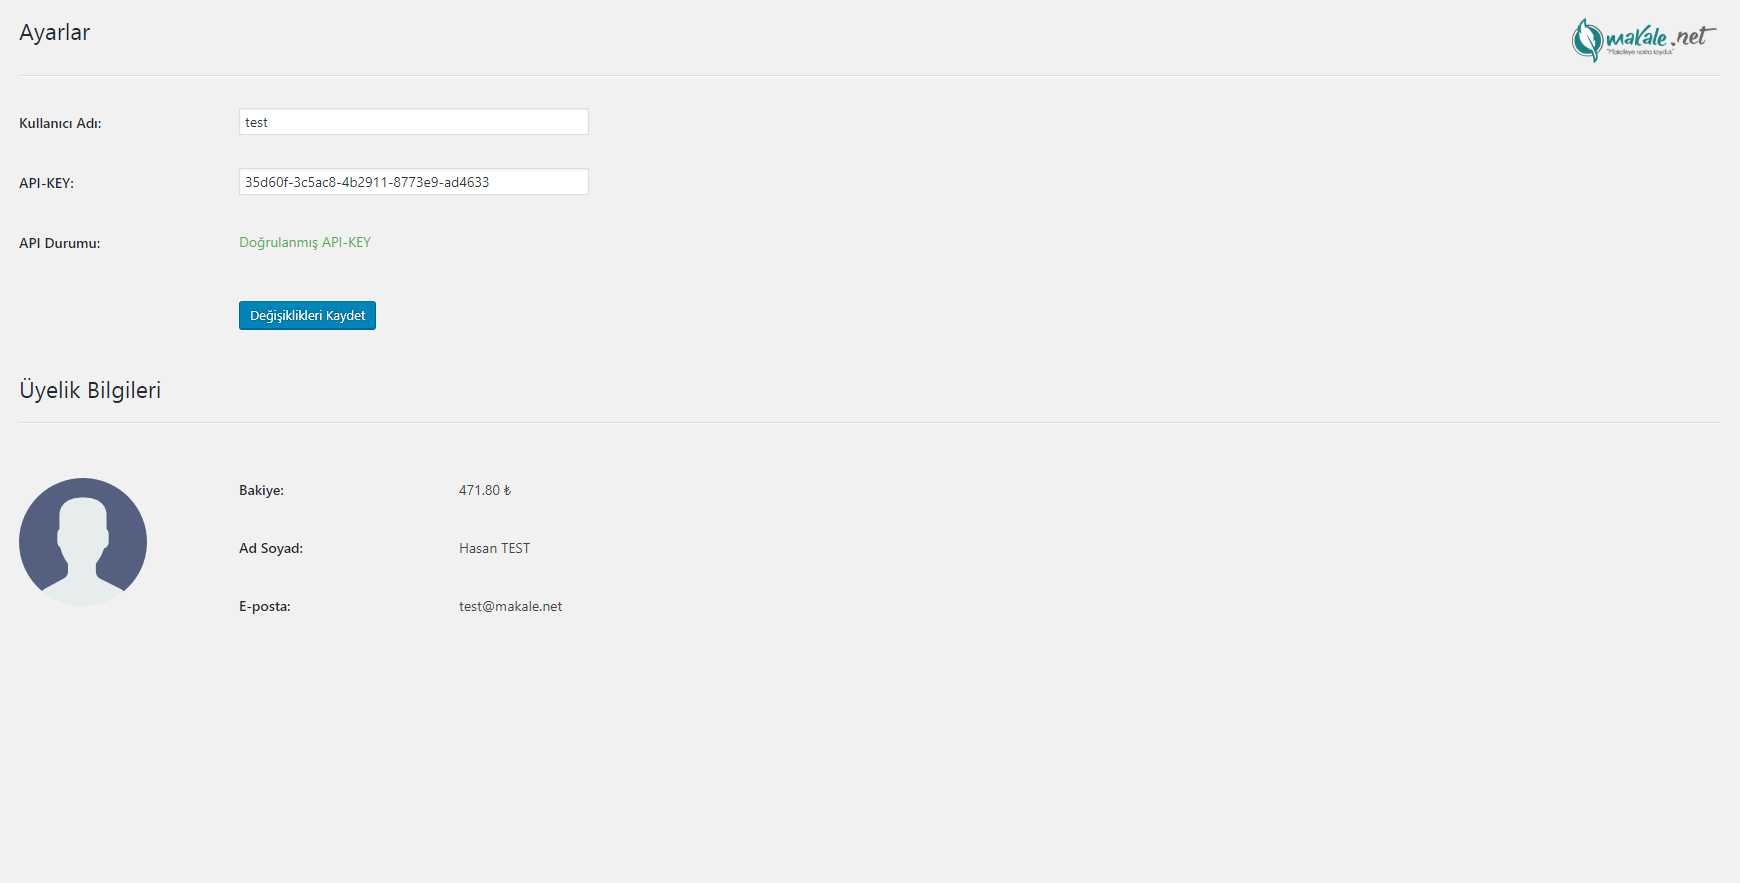 Ayarlar
makale.net
"Makaleye nokta koyduk"
Kullanıcı Adı:
test
API-KEY:
35d60f-3c5ac8-4b2911-8773e9-ad4633
API Durumu:
Doğrulanmış API-KEY
Değişiklikleri Kaydet
Üyelik Bilgileri
Bakiye:
471.80 ₺
Ad Soyad:
Hasan TEST
E-posta:
test@makale.net